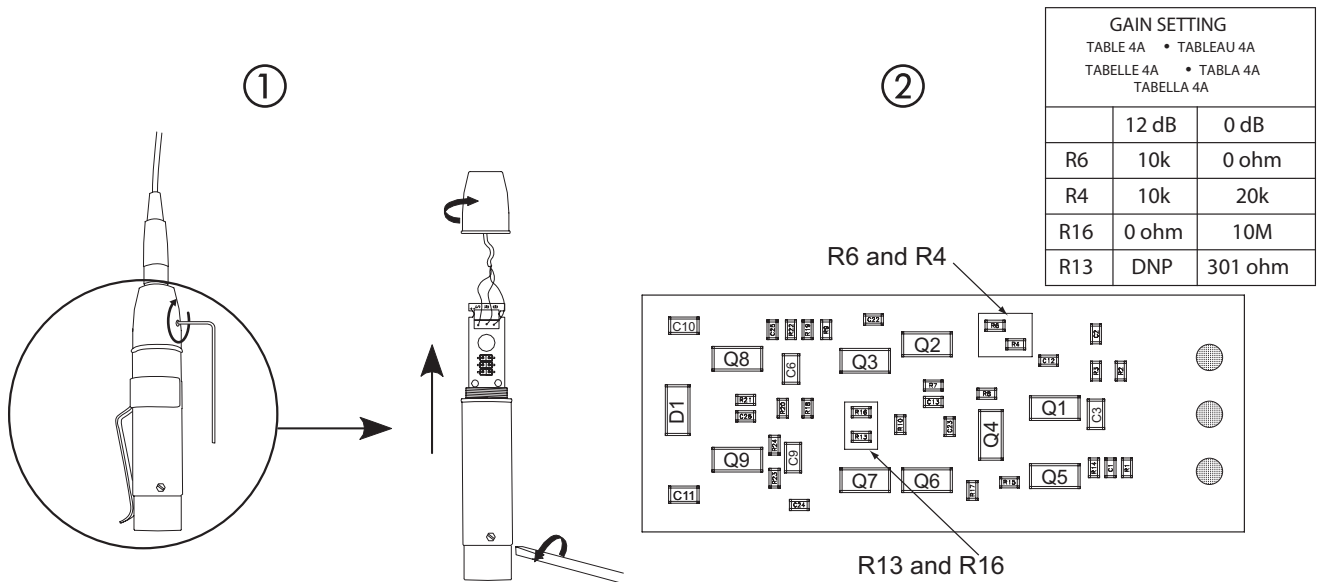 ①
②
GAIN SETTING
TABLE 4A • TABLEAU 4A
TABELLE 4A • TABLA 4A
TABELLA 4A
12 dB 0 dB
R6 10k 0 ohm
R4 10k 20k
R16 0 ohm 10M
R13 DNP 301 ohm
R6 and R4
C10 C25 R22 R19 R9 C22 R6 C2
Q8 C6 Q3 Q2 R4 C12 R3 R2
D1 R21 C26 R20 R18 R7 C13 R8 Q1 C3
R16 R13 R10 C23 Q4
Q9 R24 C9 R23 Q7 Q6 R17 R15 Q5 R14 C1 R1
C11 C24
R13 and R16